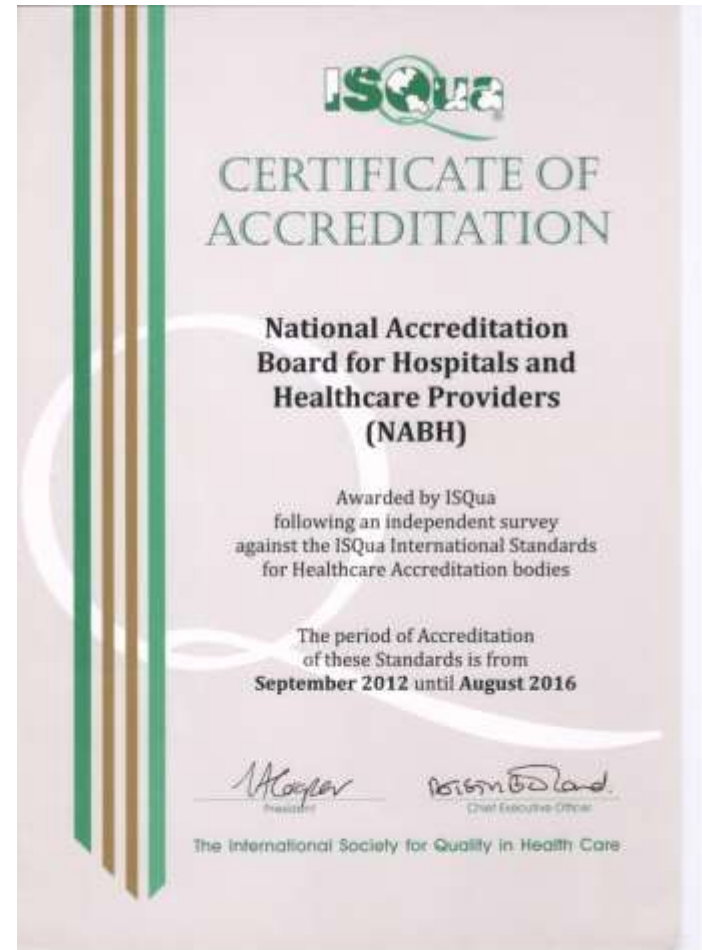 ISQua
®
CERTIFICATE OF
ACCREDITATION
National Accreditation
Board for Hospitals and
Healthcare Providers
(NABH)
Awarded by ISQua
following an independent survey
against the ISQua International Standards
for Healthcare Accreditation bodies
The period of Accreditation
of these Standards is from
September 2012 until August 2016
President
Chief Executive Officer
The International Society for Quality in Health Care